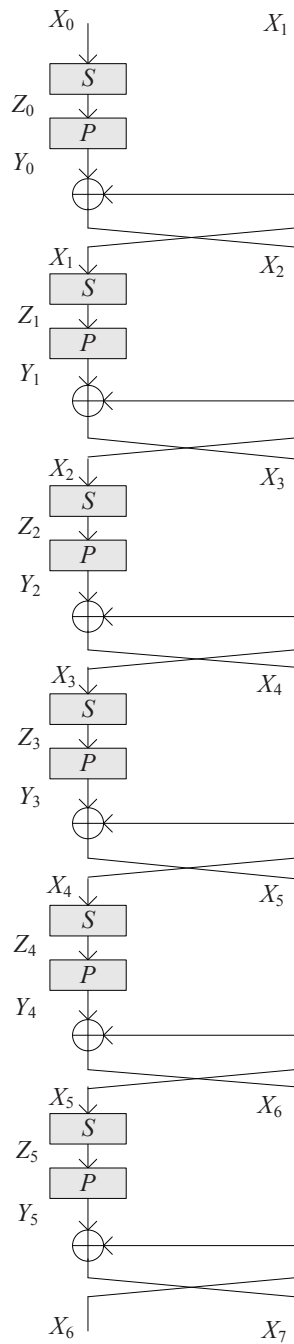 X₀ X₁
S
Z₀
P
Y₀
X₁ X₂
S
Z₁
P
Y₁
X₂ X₃
S
Z₂
P
Y₂
X₃ X₄
S
Z₃
P
Y₃
X₄ X₅
S
Z₄
P
Y₄
X₅ X₆
S
Z₅
P
Y₅
X₆ X₇